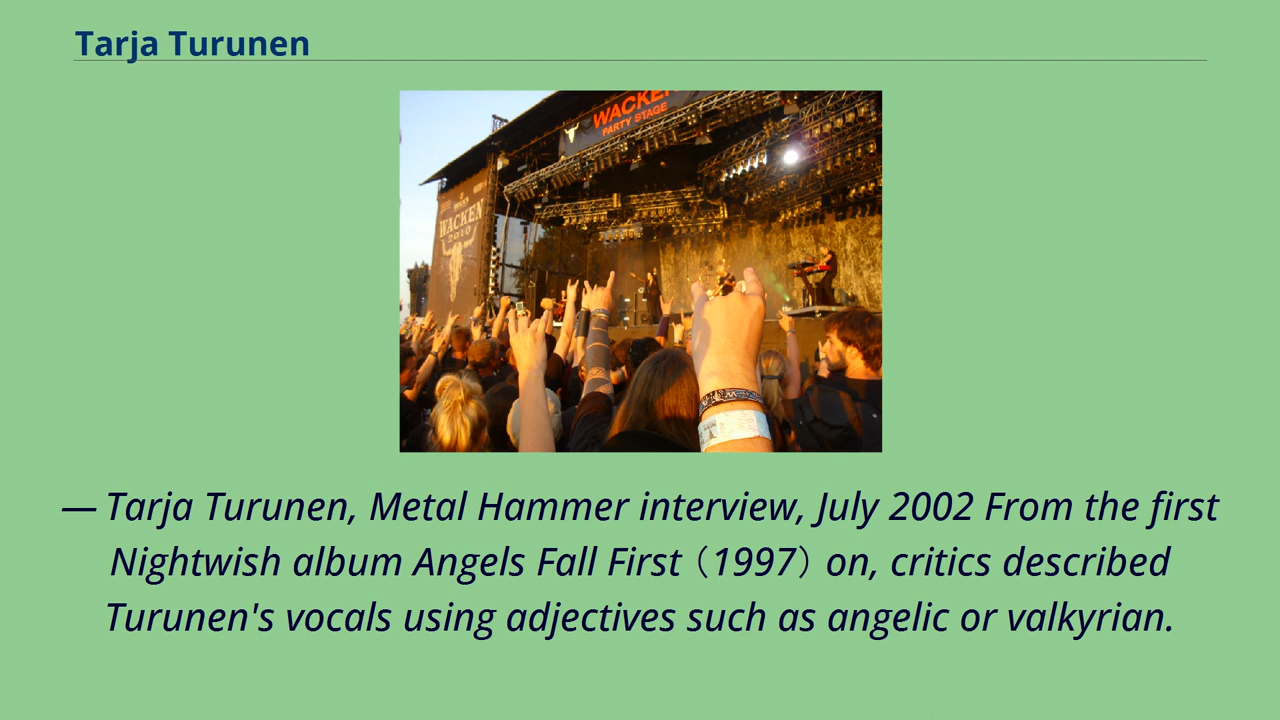 Tarja Turunen
WACKEN
PARTY STAGE
WACKEN
2010
— Tarja Turunen, Metal Hammer interview, July 2002 From the first
Nightwish album Angels Fall First（1997）on, critics described
Turunen's vocals using adjectives such as angelic or valkyrian.